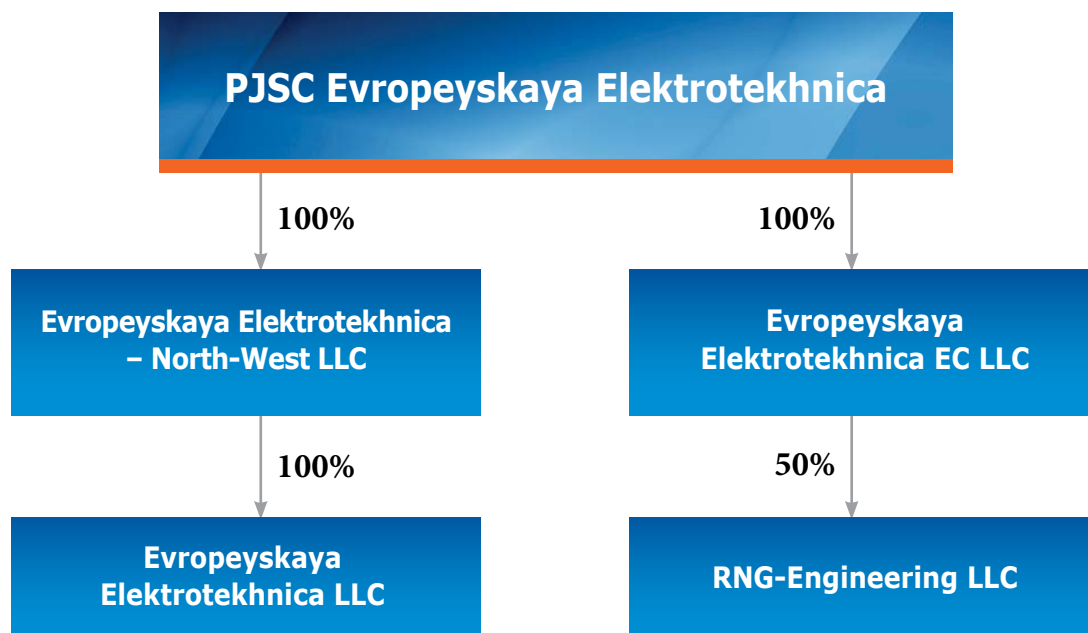 PJSC Evropeyskaya Elektrotekhnica
100%
100%
Evropeyskaya Elektrotekhnica
– North-West LLC
Evropeyskaya
Elektrotekhnica EC LLC
100%
50%
Evropeyskaya
Elektrotekhnica LLC
RNG-Engineering LLC